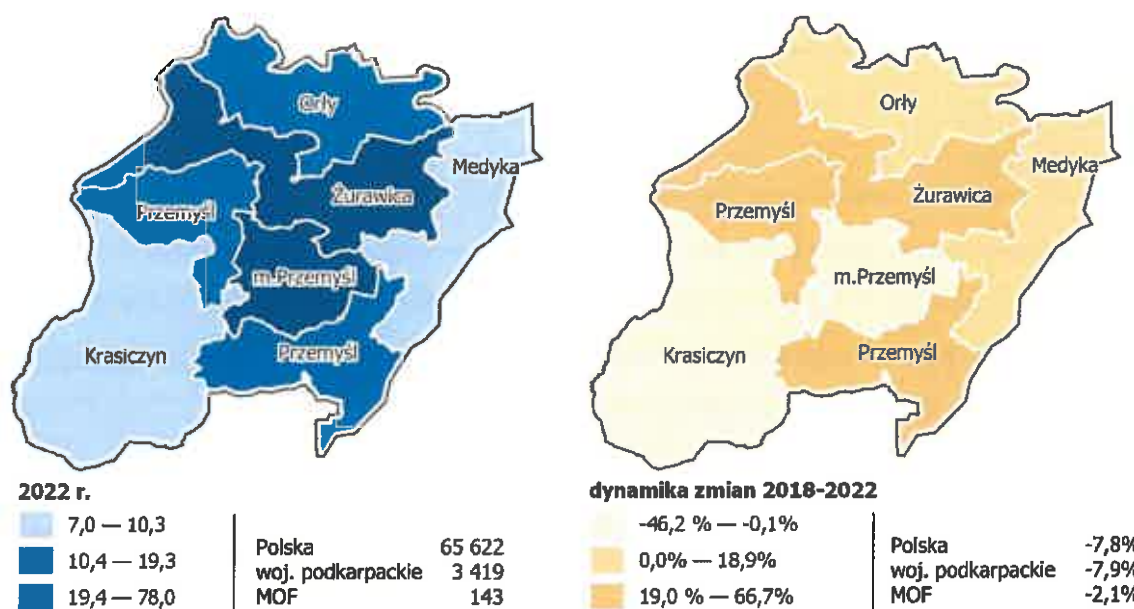 Orły
Medyka
Żurawica
Przemyśl
m.Przemyśl
Krasiczyn
Przemyśl
2022 r.
7,0 — 10,3
10,4 — 19,3
19,4 — 78,0
Polska 65 622
woj. podkarpackie 3 419
MOF 143
Orły
Medyka
Żurawica
Przemyśl
m.Przemyśl
Krasiczyn
Przemyśl
dynamika zmian 2018-2022
-46,2 % — -0,1%
0,0% — 18,9%
19,0 % — 66,7%
Polska -7,8%
woj. podkarpackie -7,9%
MOF -2,1%